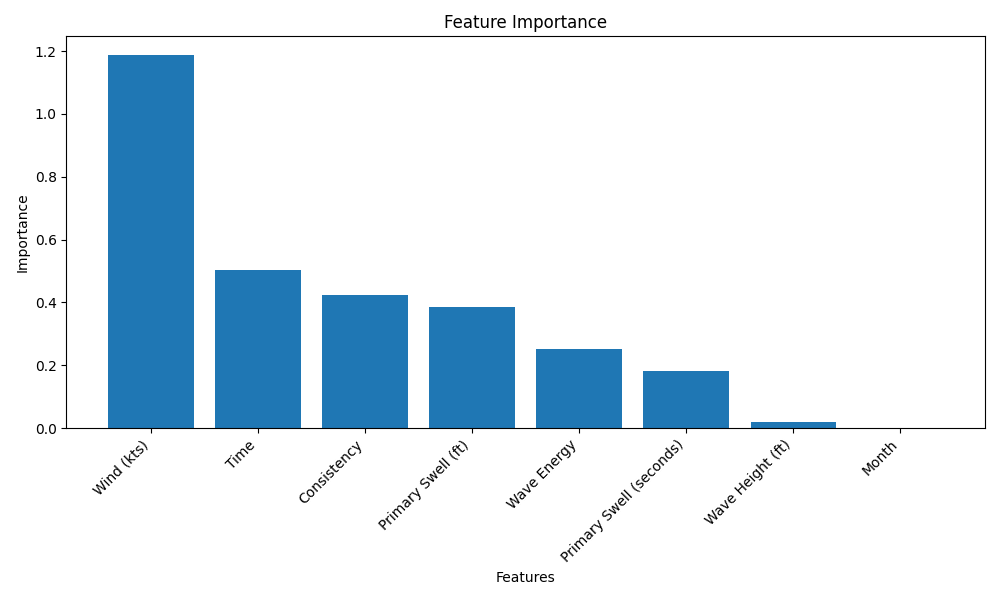 Feature Importance
1.2
1.0
0.8
0.6
0.4
0.2
0.0
Importance
Wind (kts)
Time
Consistency
Primary Swell (ft)
Wave Energy
Primary Swell (seconds)
Wave Height (ft)
Month
Features